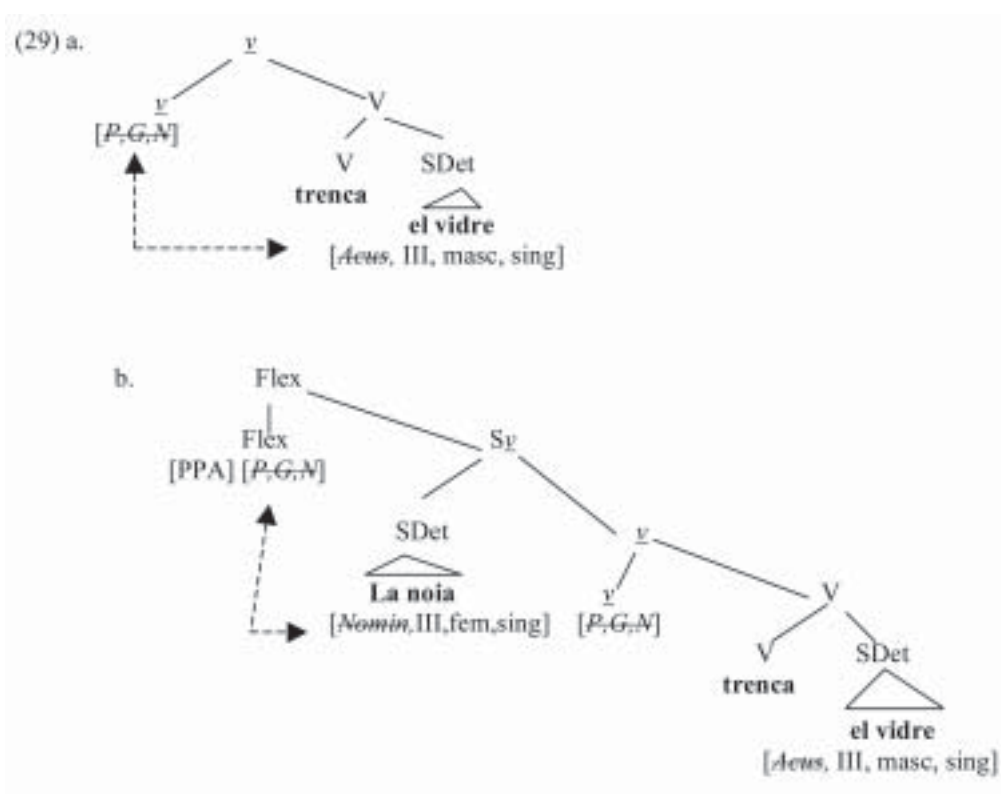 (29) a.
v
v V
[P,G,N]
V SDet
trenca
el vidre
[Acus, III, masc, sing]
b. Flex
Flex Sv
[PPA] [P,G,N]
SDet v
La noia v V
[Nomin,III,fem,sing] [P,G,N]
V SDet
trenca
el vidre
[Acus, III, masc, sing]